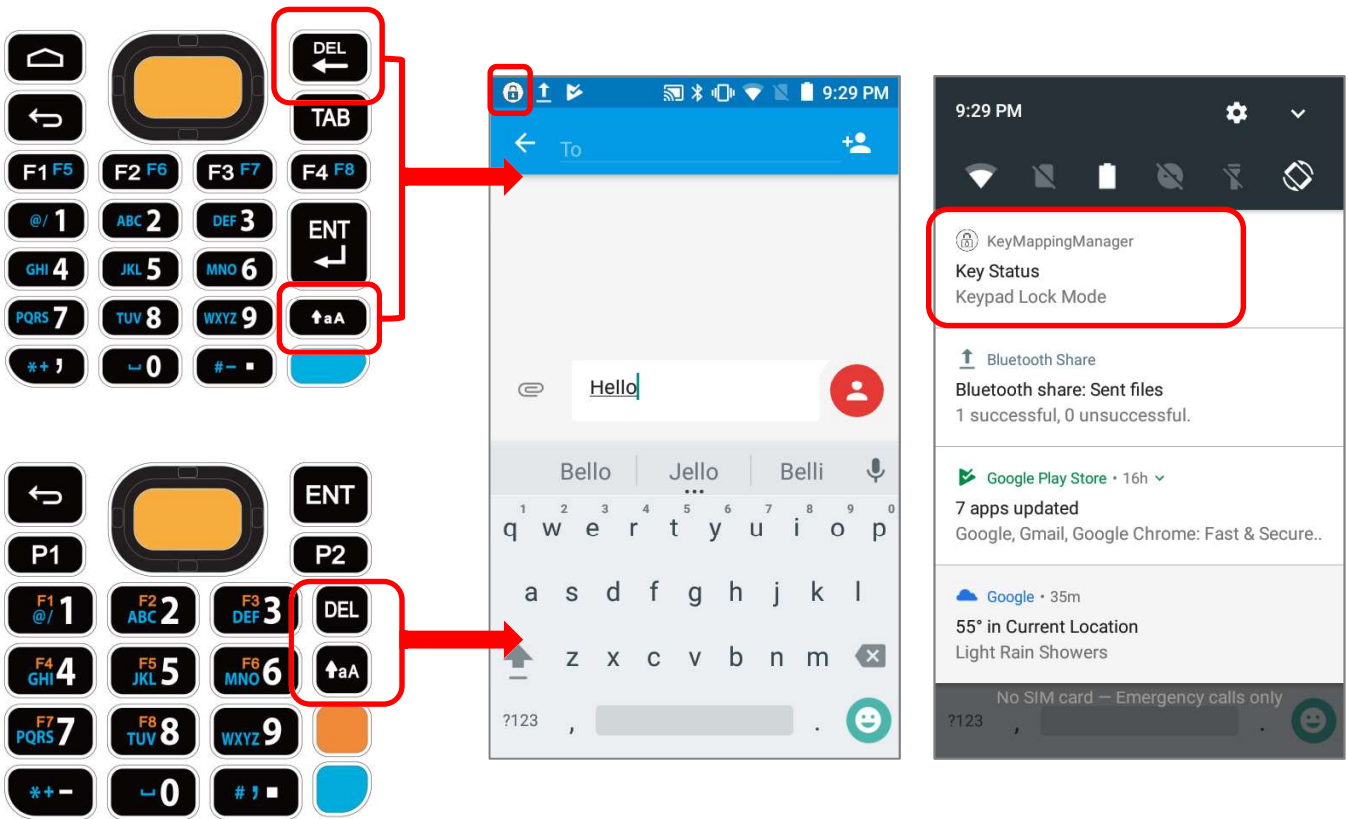 DEL
TAB
F1 F5 F2 F6 F3 F7 F4 F8
@/ 1 ABC 2 DEF 3 ENT
GHI 4 JKL 5 MNO 6
PQRS 7 TUV 8 WXYZ 9 aA
*+ , 0 #- .
ENT
P1 P2
F1 @/ 1 F2 ABC 2 F3 DEF 3 DEL
F4 GHI 4 F5 JKL 5 F6 MNO 6 aA
F7 PQRS 7 F8 TUV 8 WXYZ 9
*+ - 0 # , .
9:29 PM
To
Hello
Bello Jello Belli
1 2 3 4 5 6 7 8 9 0
q w e r t y u i o p
a s d f g h j k l
z x c v b n m
?123 , .
9:29 PM
KeyMappingManager
Key Status
Keypad Lock Mode
Bluetooth Share
Bluetooth share: Sent files
1 successful, 0 unsuccessful.
Google Play Store • 16h
7 apps updated
Google, Gmail, Google Chrome: Fast & Secure..
Google • 35m
55° in Current Location
Light Rain Showers
No SIM card — Emergency calls only
?123 , .